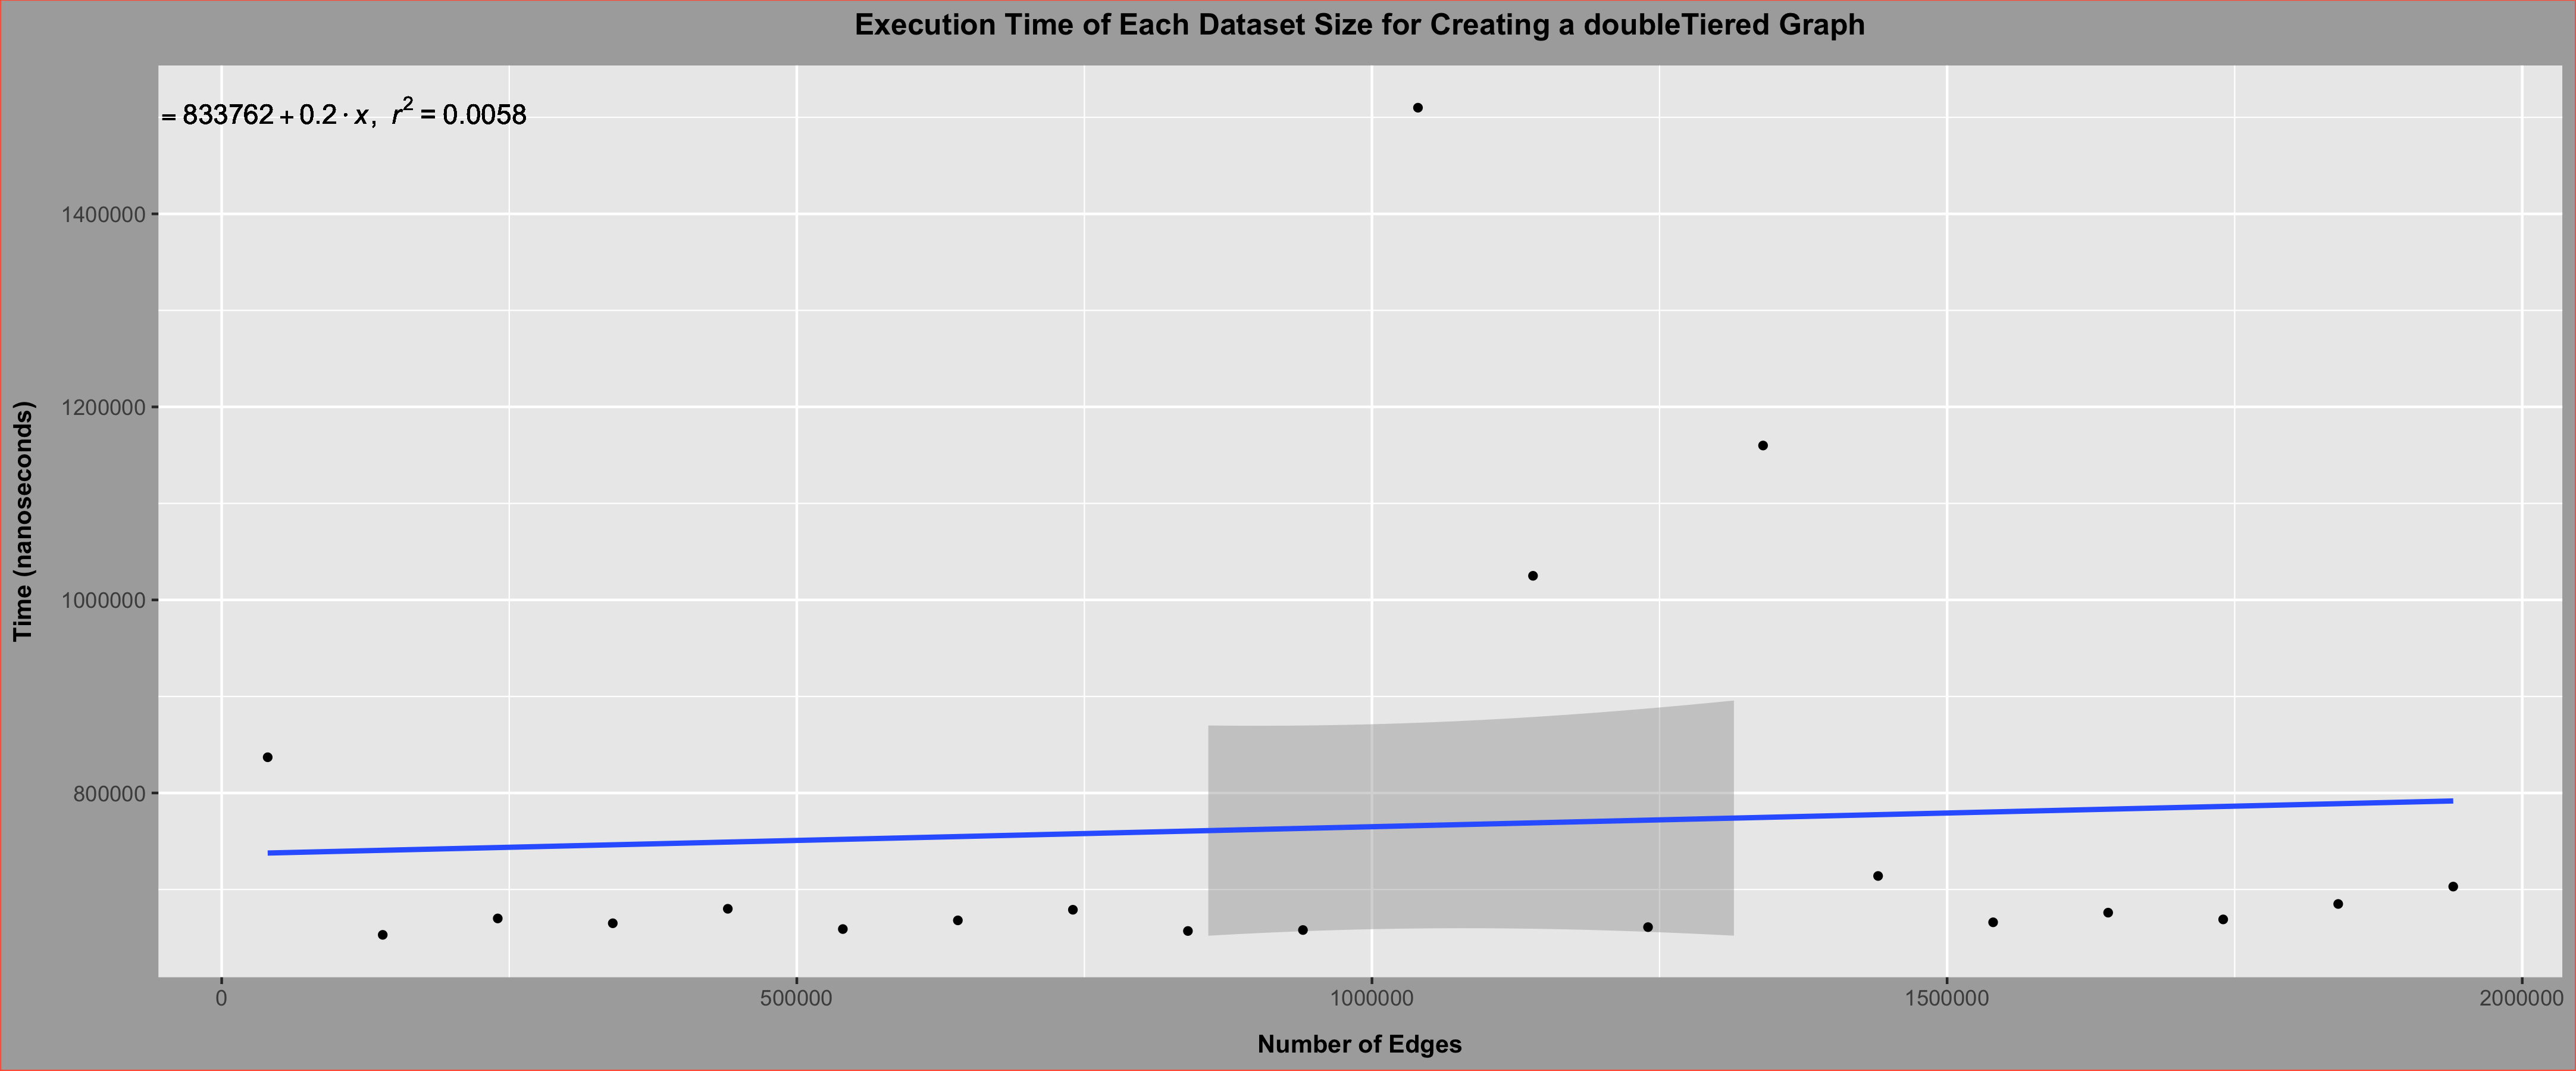 Execution Time of Each Dataset Size for Creating a doubleTiered Graph
= 833762 + 0.2 · x, r² = 0.0058
1400000
1200000
1000000
800000
Time (nanoseconds)
0 500000 1000000 1500000 2000000
Number of Edges